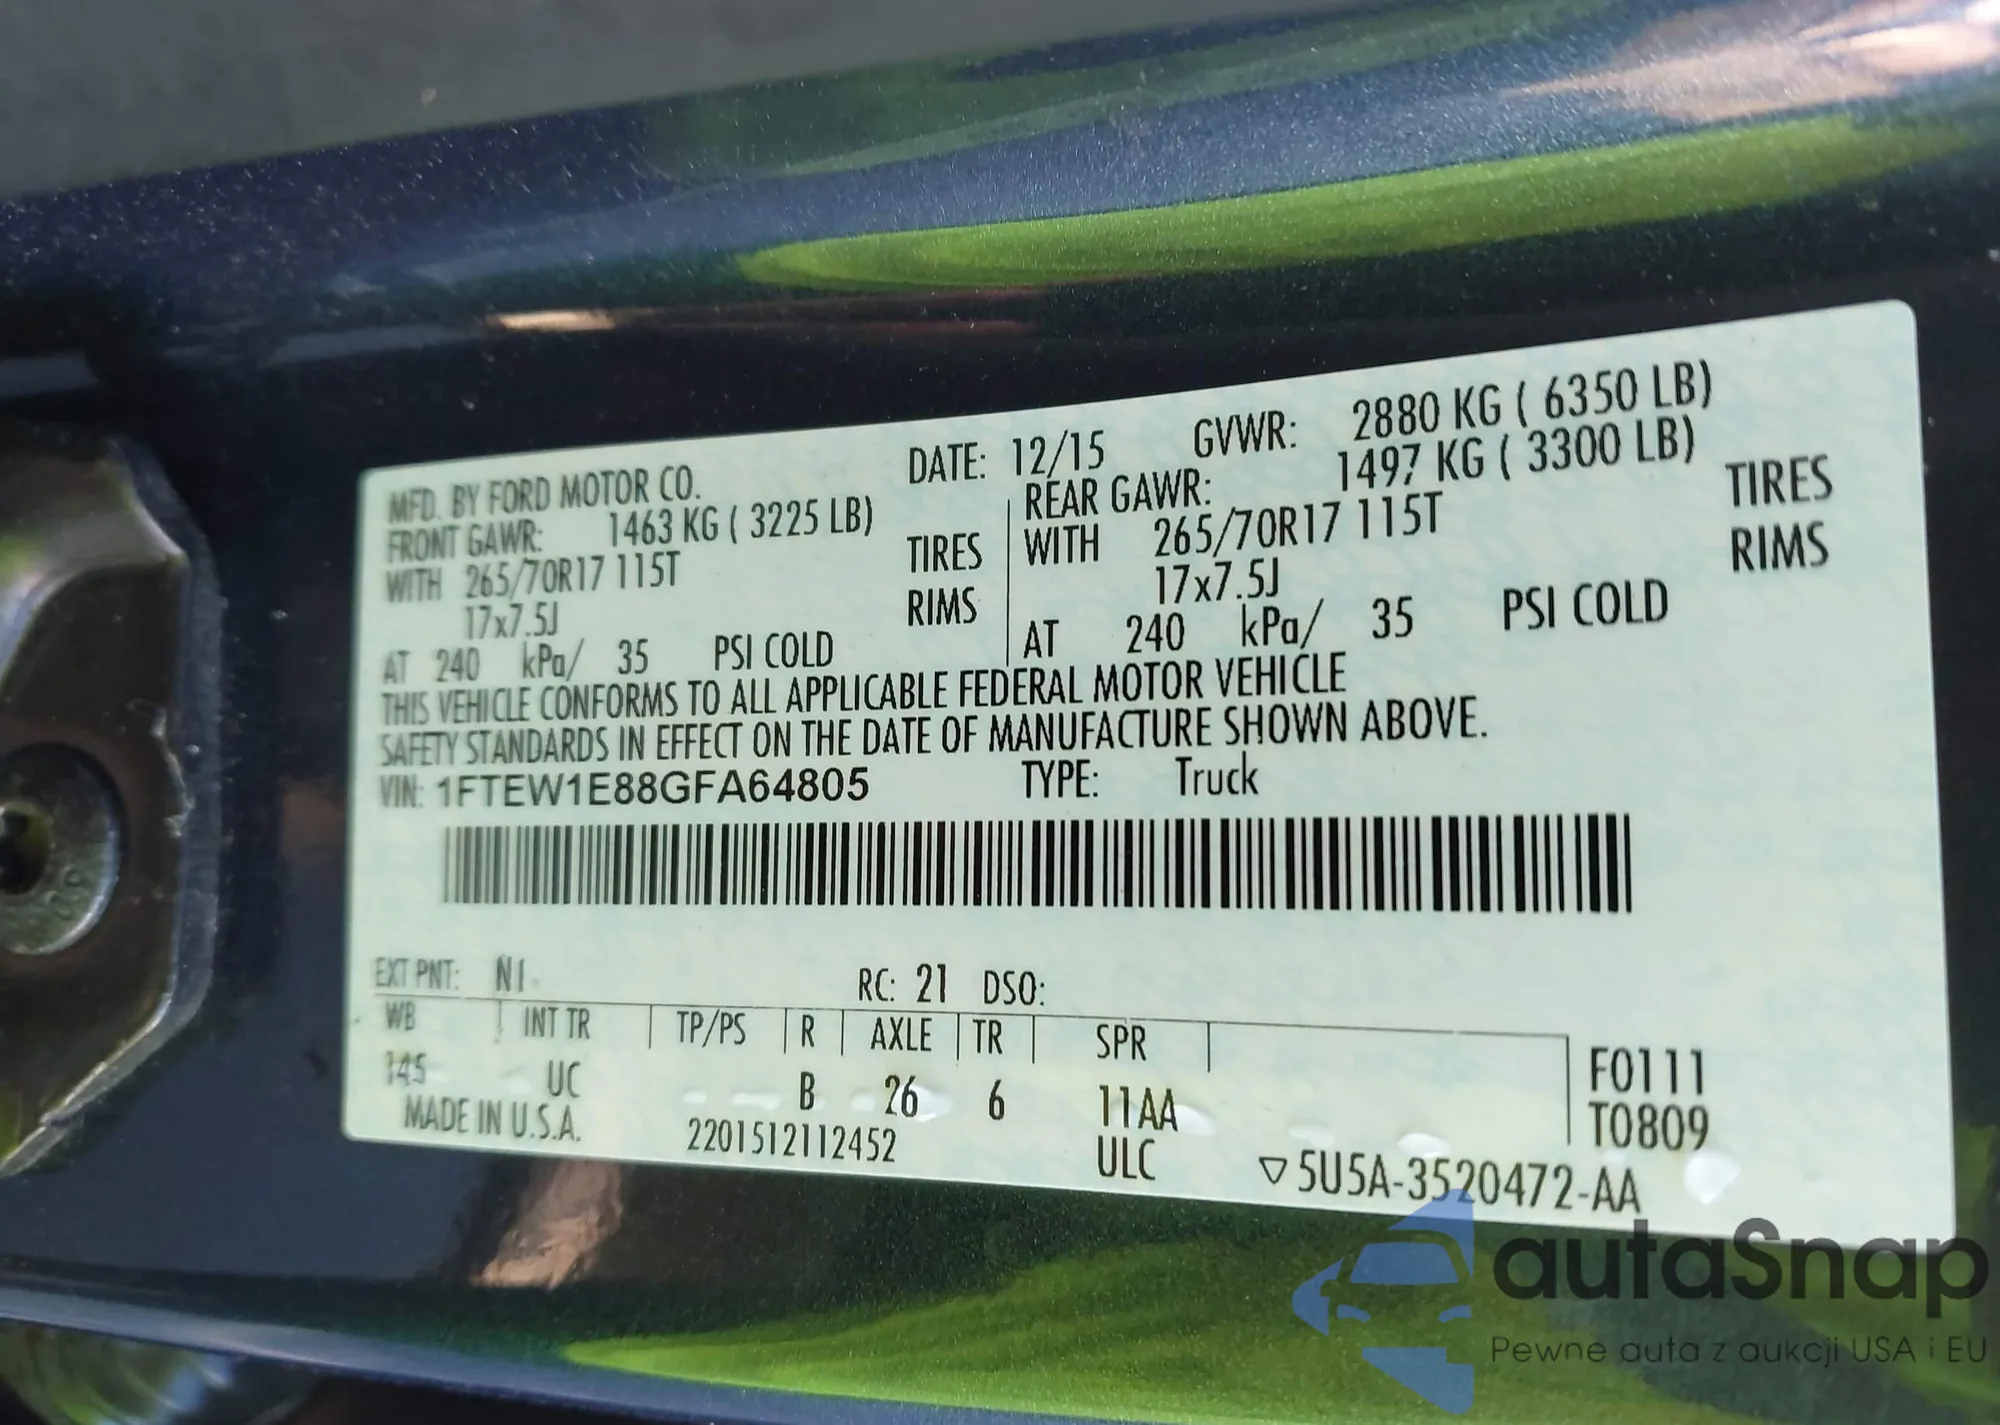 MFD. BY FORD MOTOR CO. DATE: 12/15 GVWR: 2880 KG ( 6350 LB)
FRONT GAWR: 1463 KG ( 3225 LB) REAR GAWR: 1497 KG ( 3300 LB)
WITH 265/70R17 115T TIRES WITH 265/70R17 115T TIRES
17x7.5J RIMS 17x7.5J RIMS
AT 240 kPa/ 35 PSI COLD AT 240 kPa/ 35 PSI COLD
THIS VEHICLE CONFORMS TO ALL APPLICABLE FEDERAL MOTOR VEHICLE
SAFETY STANDARDS IN EFFECT ON THE DATE OF MANUFACTURE SHOWN ABOVE.
VIN: 1FTEW1E88GFA64805 TYPE: Truck
EXT PNT: N1 RC: 21 DSO:
WB INT TR TP/PS R AXLE TR SPR
145 UC B 26 6 11AA F0111
T0809
MADE IN U.S.A. 2201512112452 ULC ▽5U5A-3520472-AA
autaSnap
Pewne auta z aukcji USA i EU